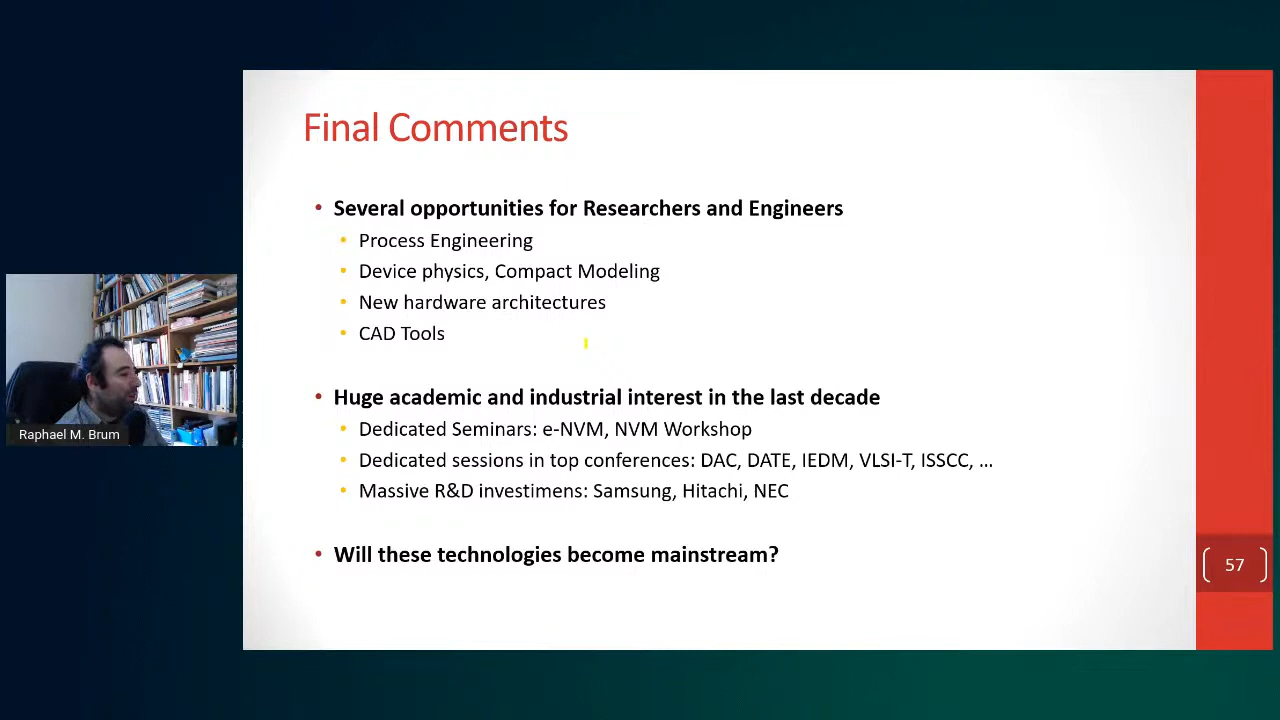 Final Comments
• Several opportunities for Researchers and Engineers
• Process Engineering
• Device physics, Compact Modeling
• New hardware architectures
• CAD Tools
• Huge academic and industrial interest in the last decade
• Dedicated Seminars: e-NVM, NVM Workshop
• Dedicated sessions in top conferences: DAC, DATE, IEDM, VLSI-T, ISSCC, ...
• Massive R&D investimens: Samsung, Hitachi, NEC
• Will these technologies become mainstream?
57
Raphael M. Brum